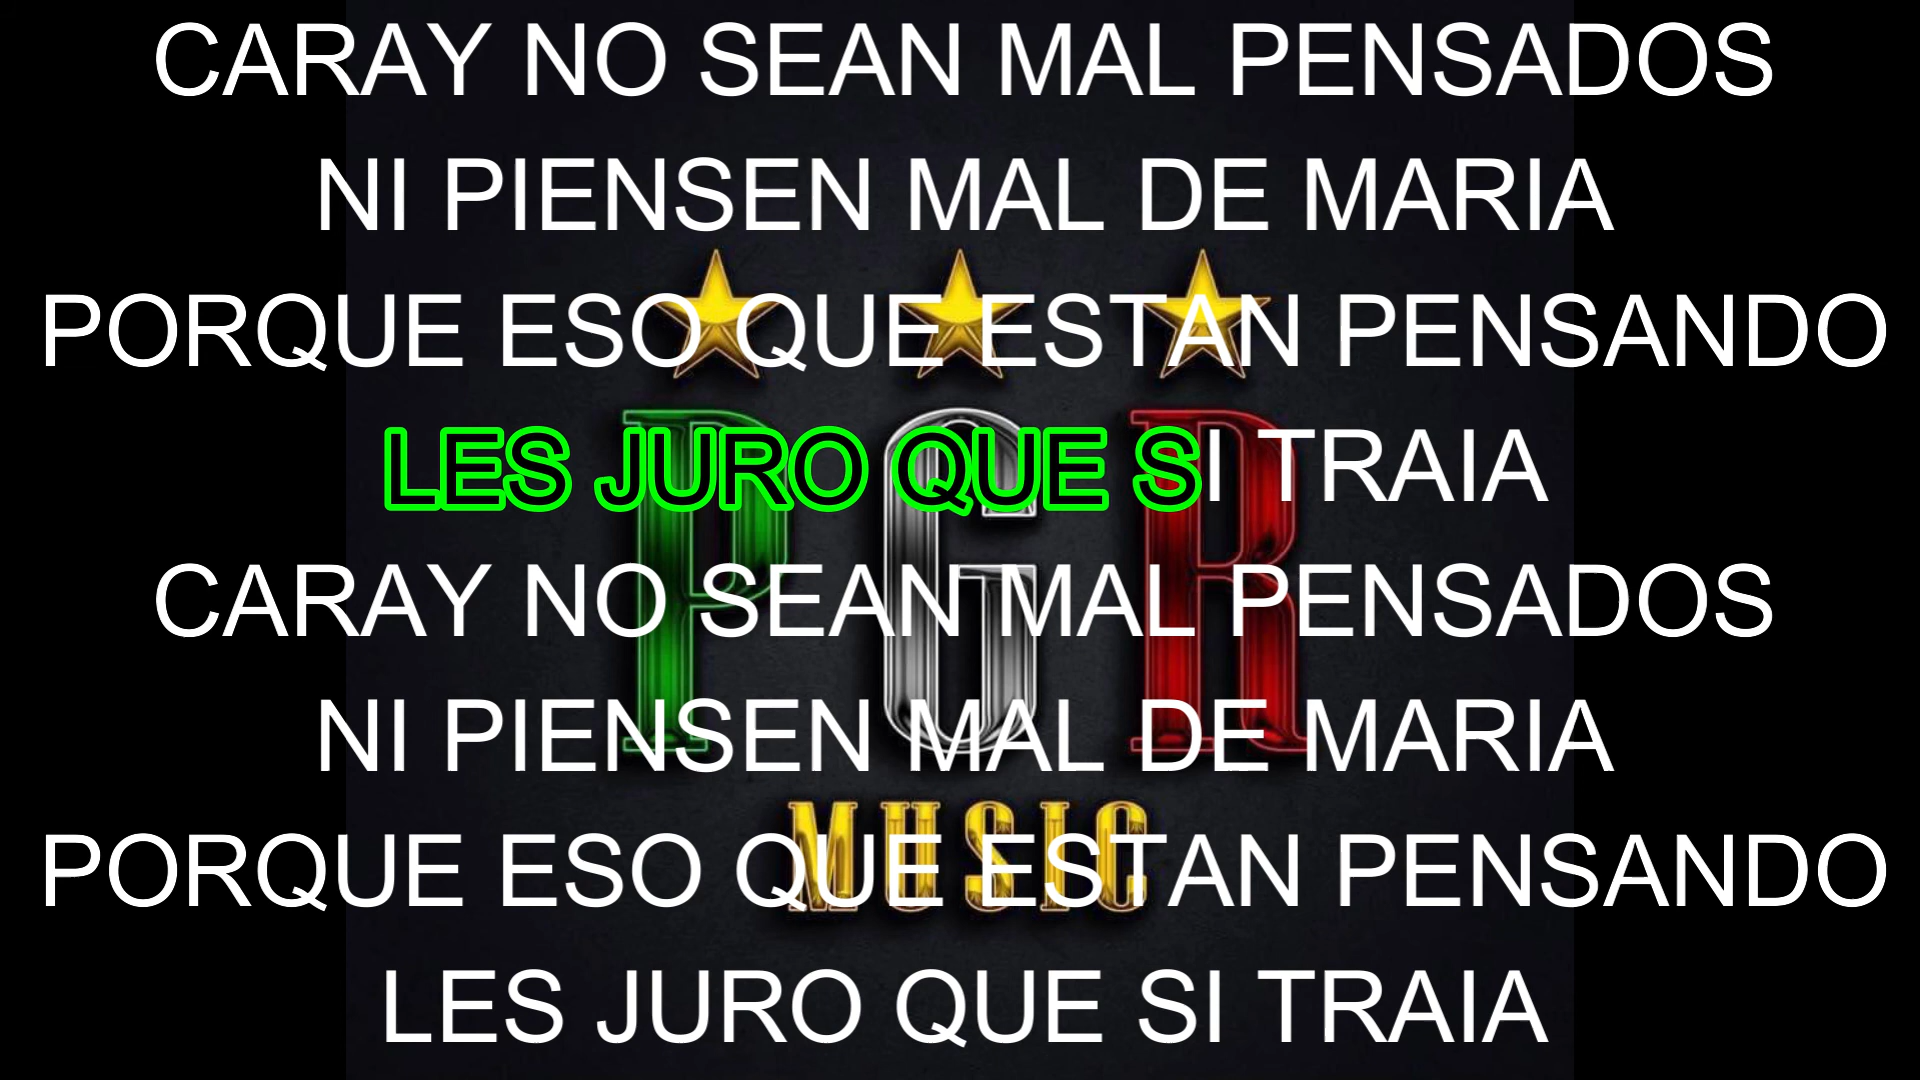 CARAY NO SEAN MAL PENSADOS
NI PIENSEN MAL DE MARIA
PORQUE ESO QUE ESTAN PENSANDO
LES JURO QUE SI TRAIA
CARAY NO SEAN MAL PENSADOS
NI PIENSEN MAL DE MARIA
PORQUE ESO QUE ESTAN PENSANDO
LES JURO QUE SI TRAIA
PGR
MUSIC